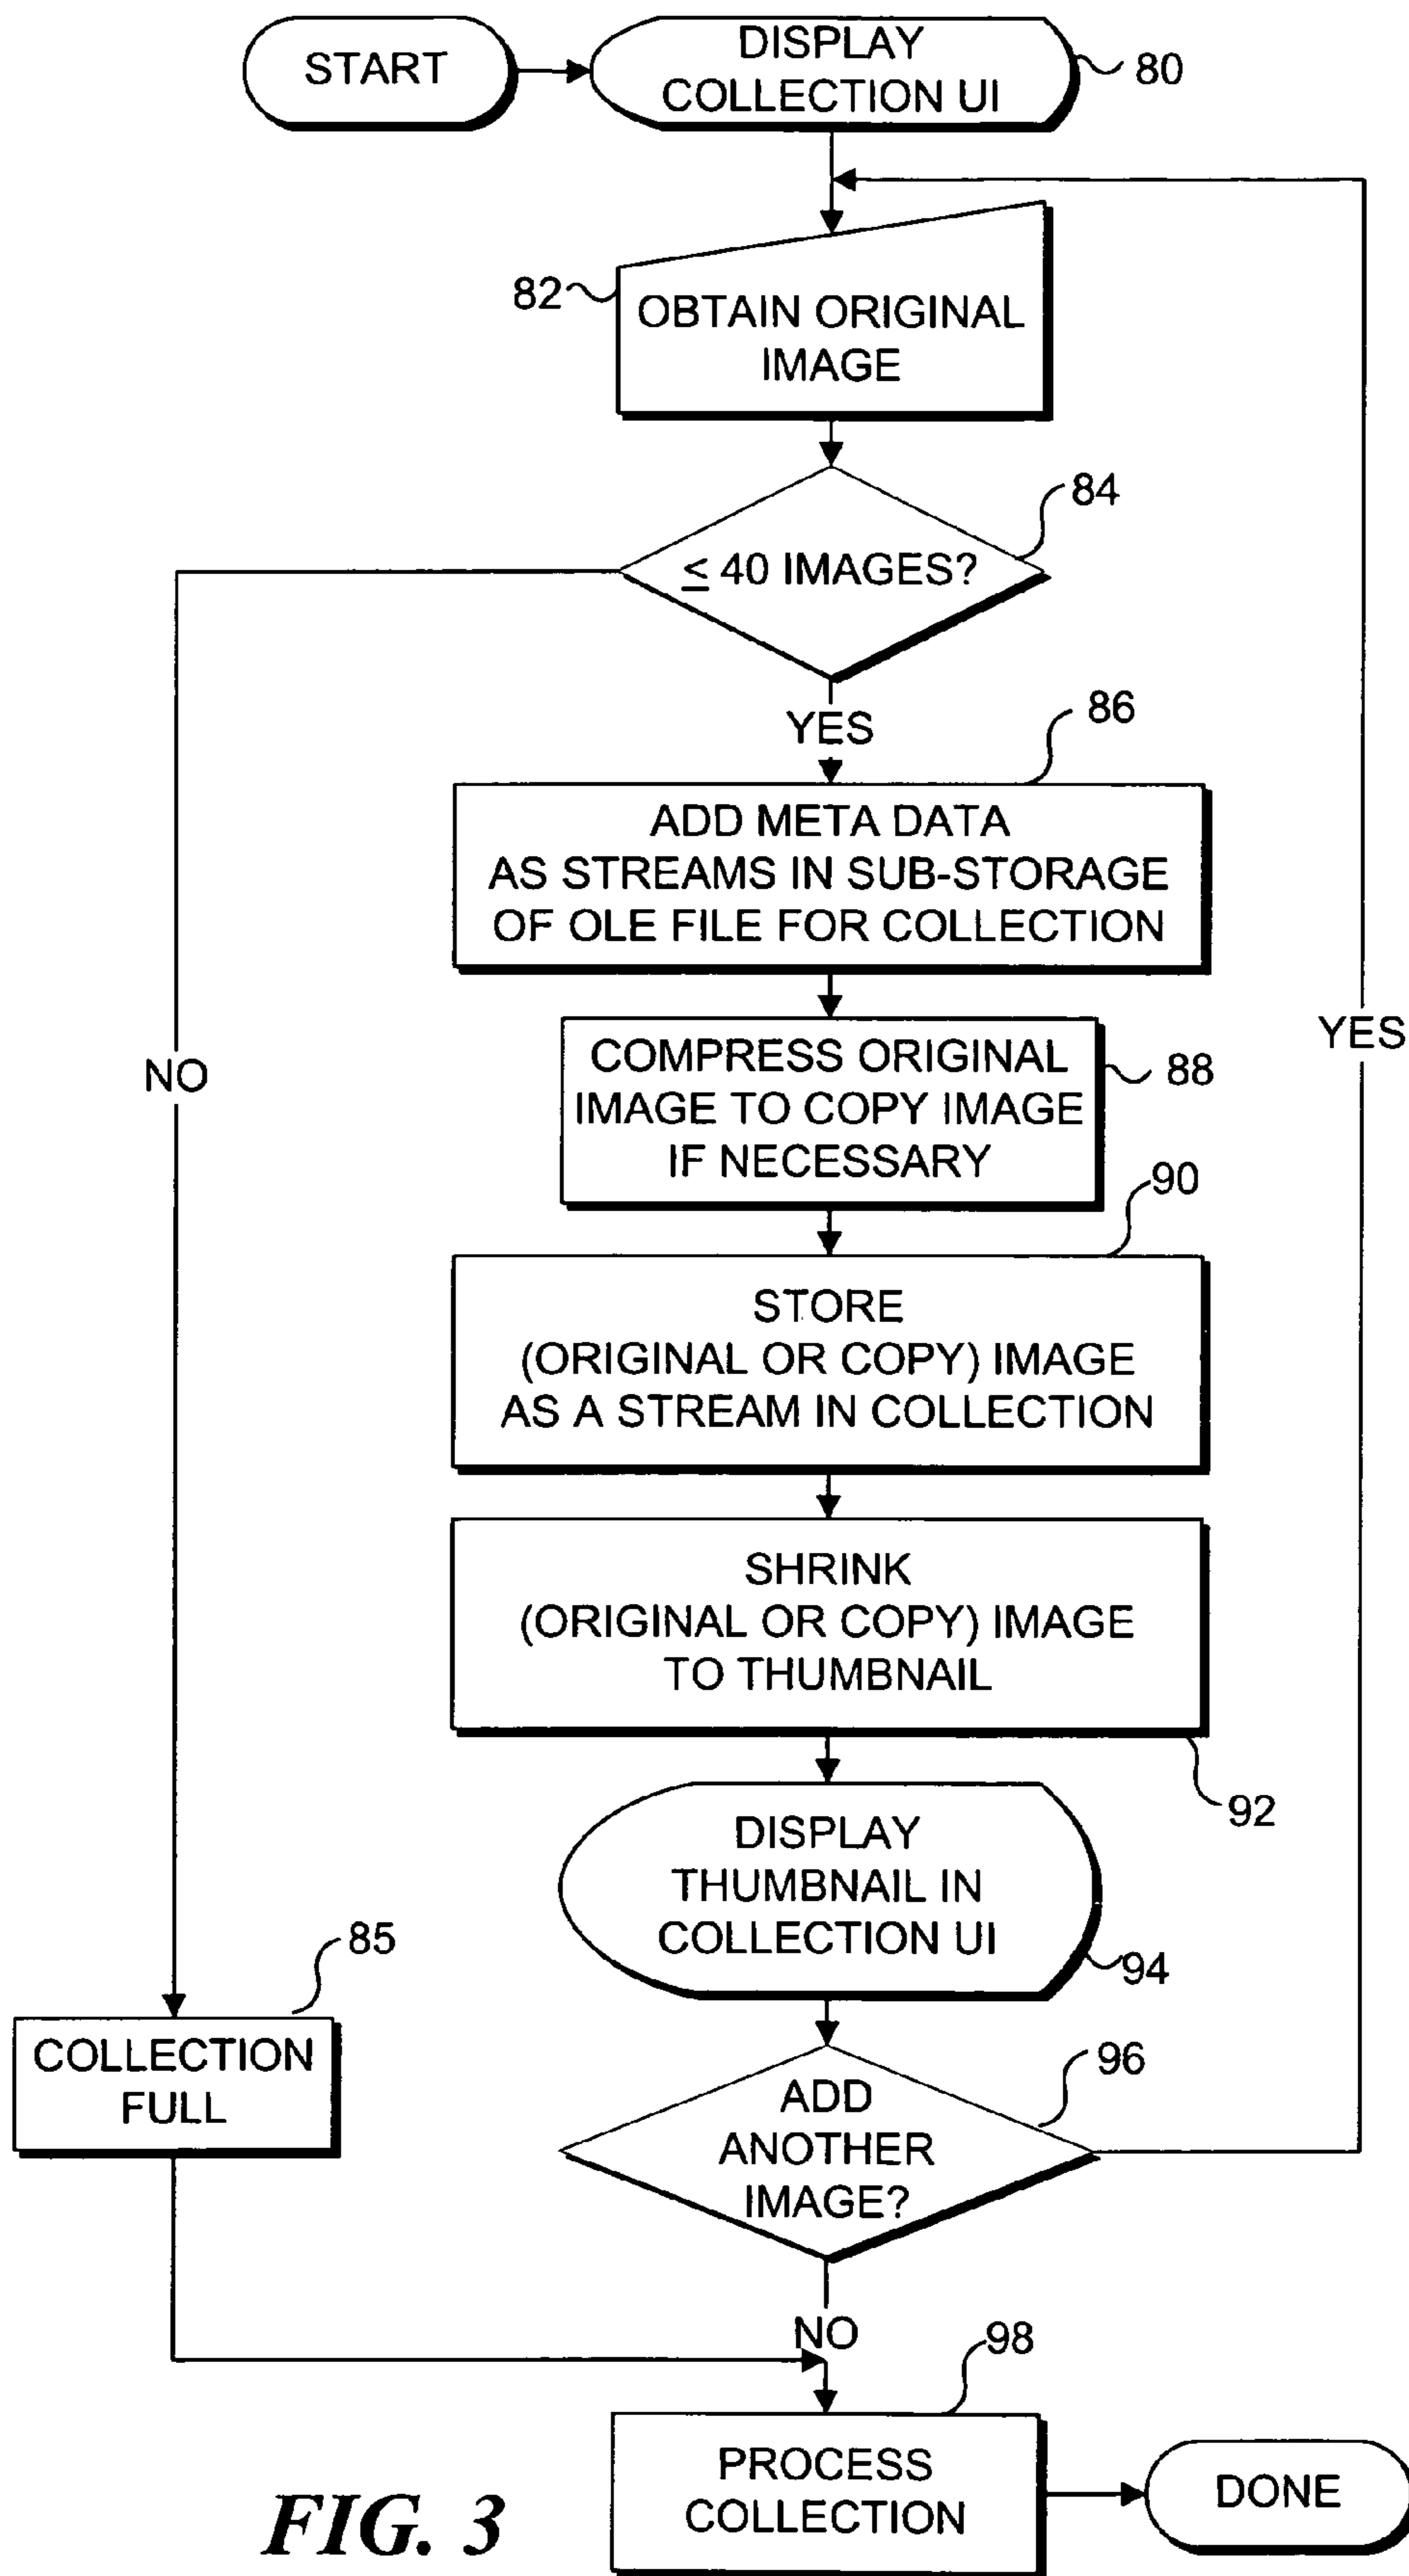 START
DISPLAY
COLLECTION UI
80
82
OBTAIN ORIGINAL
IMAGE
84
≤ 40 IMAGES?
YES
86
ADD META DATA
AS STREAMS IN SUB-STORAGE
OF OLE FILE FOR COLLECTION
NO
YES
COMPRESS ORIGINAL
IMAGE TO COPY IMAGE
IF NECESSARY
88
90
STORE
(ORIGINAL OR COPY) IMAGE
AS A STREAM IN COLLECTION
SHRINK
(ORIGINAL OR COPY) IMAGE
TO THUMBNAIL
92
DISPLAY
THUMBNAIL IN
COLLECTION UI
94
85
COLLECTION
FULL
96
ADD
ANOTHER
IMAGE?
NO
98
PROCESS
COLLECTION
DONE
FIG. 3